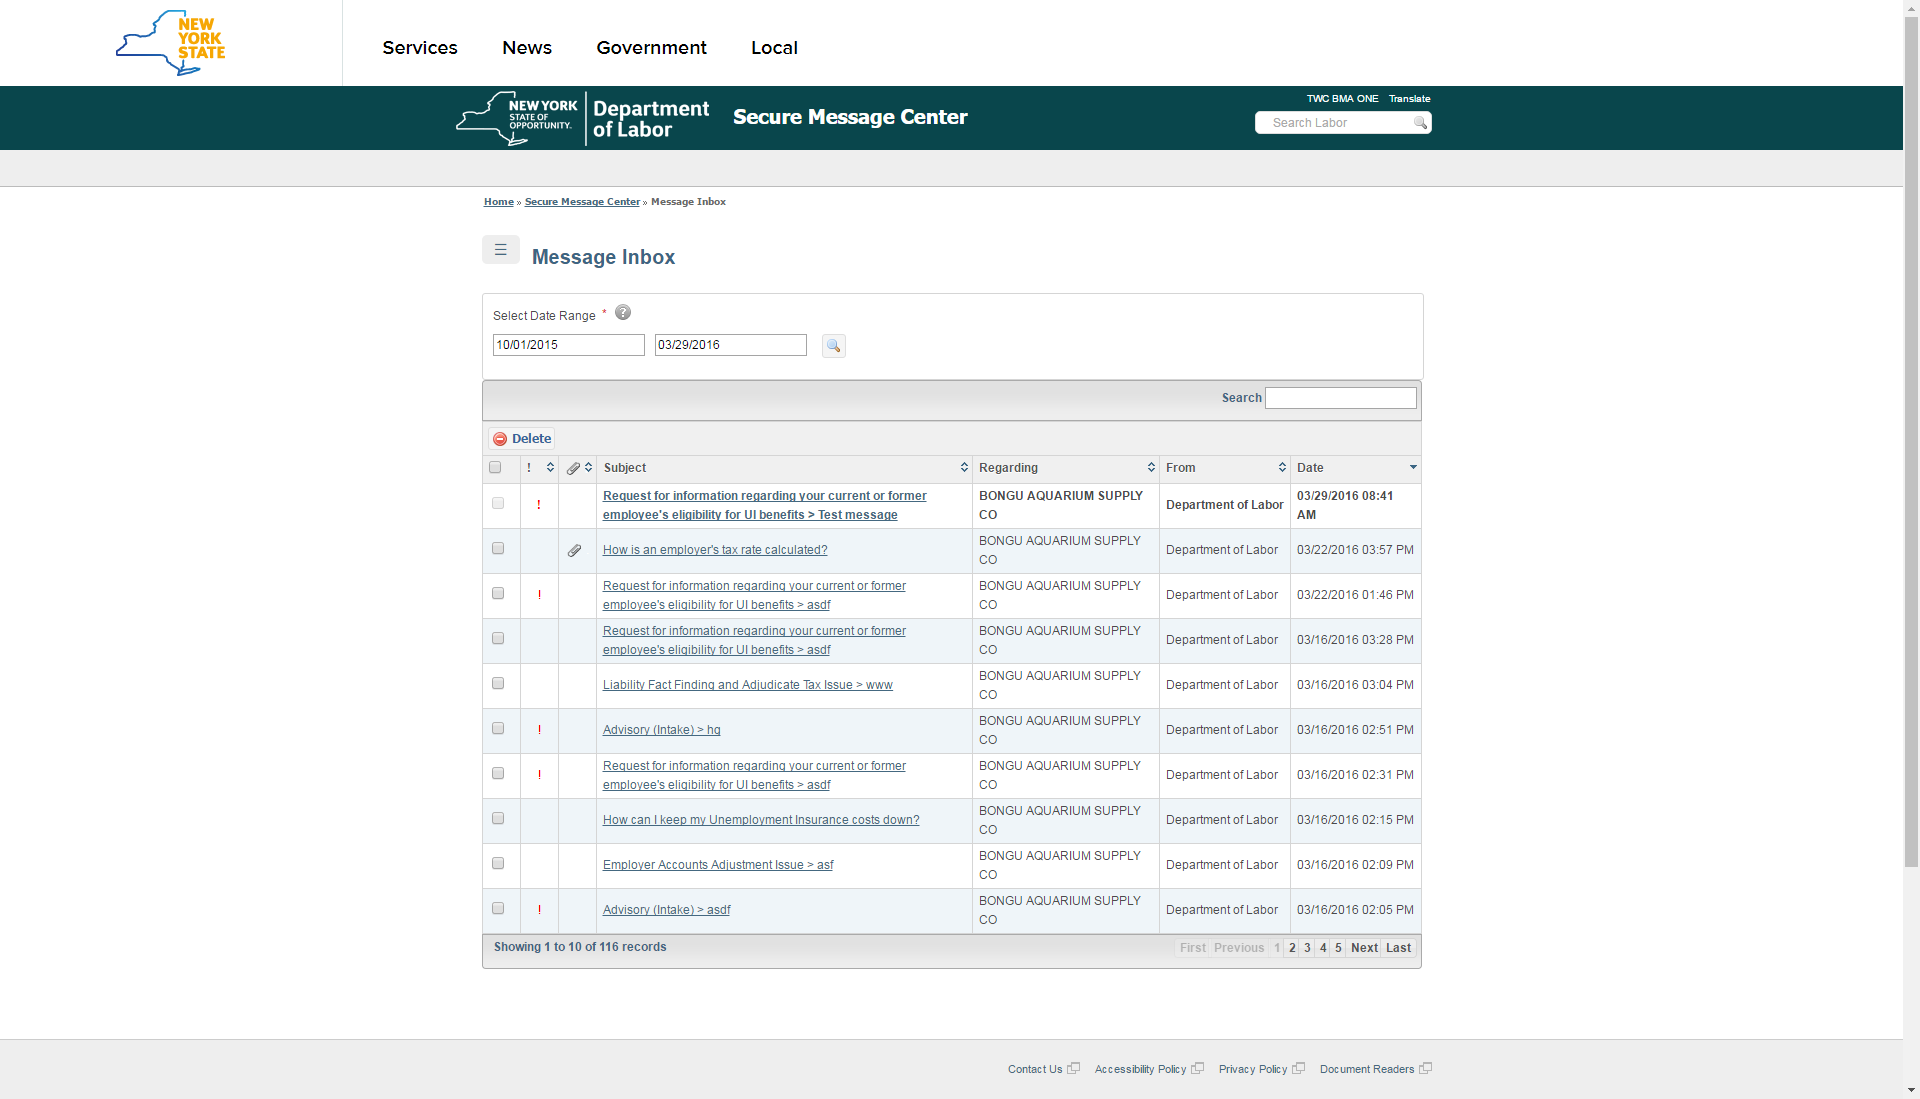 NEW
YORK
STATE
Services News Government Local
NEW YORK
STATE OF
OPPORTUNITY.
Department
of Labor
Secure Message Center
TWC BMA ONE Translate
Search Labor
Home » Secure Message Center » Message Inbox
☰ Message Inbox
Select Date Range * ?
10/01/2015 03/29/2016
Search
Delete
! Subject Regarding From Date
! Request for information regarding your current or former employee's eligibility for UI benefits > Test message BONGU AQUARIUM SUPPLY CO Department of Labor 03/29/2016 08:41 AM
How is an employer's tax rate calculated? BONGU AQUARIUM SUPPLY CO Department of Labor 03/22/2016 03:57 PM
! Request for information regarding your current or former employee's eligibility for UI benefits > asdf BONGU AQUARIUM SUPPLY CO Department of Labor 03/22/2016 01:46 PM
Request for information regarding your current or former employee's eligibility for UI benefits > asdf BONGU AQUARIUM SUPPLY CO Department of Labor 03/16/2016 03:28 PM
Liability Fact Finding and Adjudicate Tax Issue > www BONGU AQUARIUM SUPPLY CO Department of Labor 03/16/2016 03:04 PM
! Advisory (Intake) > hg BONGU AQUARIUM SUPPLY CO Department of Labor 03/16/2016 02:51 PM
! Request for information regarding your current or former employee's eligibility for UI benefits > asdf BONGU AQUARIUM SUPPLY CO Department of Labor 03/16/2016 02:31 PM
How can I keep my Unemployment Insurance costs down? BONGU AQUARIUM SUPPLY CO Department of Labor 03/16/2016 02:15 PM
Employer Accounts Adjustment Issue > asf BONGU AQUARIUM SUPPLY CO Department of Labor 03/16/2016 02:09 PM
! Advisory (Intake) > asdf BONGU AQUARIUM SUPPLY CO Department of Labor 03/16/2016 02:05 PM
Showing 1 to 10 of 116 records First Previous 1 2 3 4 5 Next Last
Contact Us Accessibility Policy Privacy Policy Document Readers